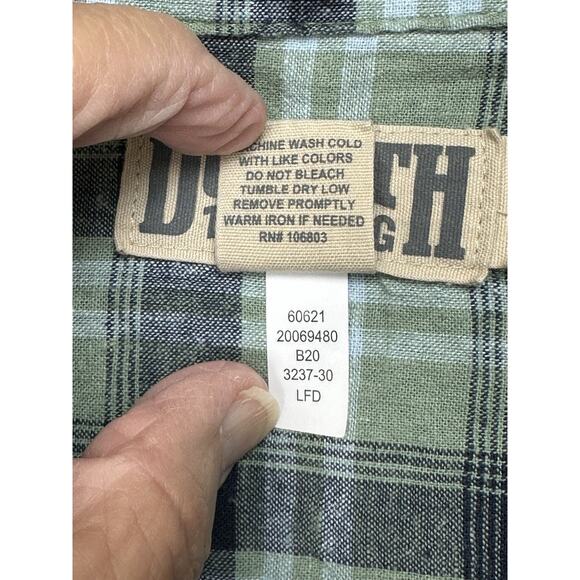 CHINE WASH COLD
WITH LIKE COLORS
DO NOT BLEACH
TUMBLE DRY LOW
REMOVE PROMPTLY
WARM IRON IF NEEDED
RN# 106803
60621
20069480
B20
3237-30
LFD